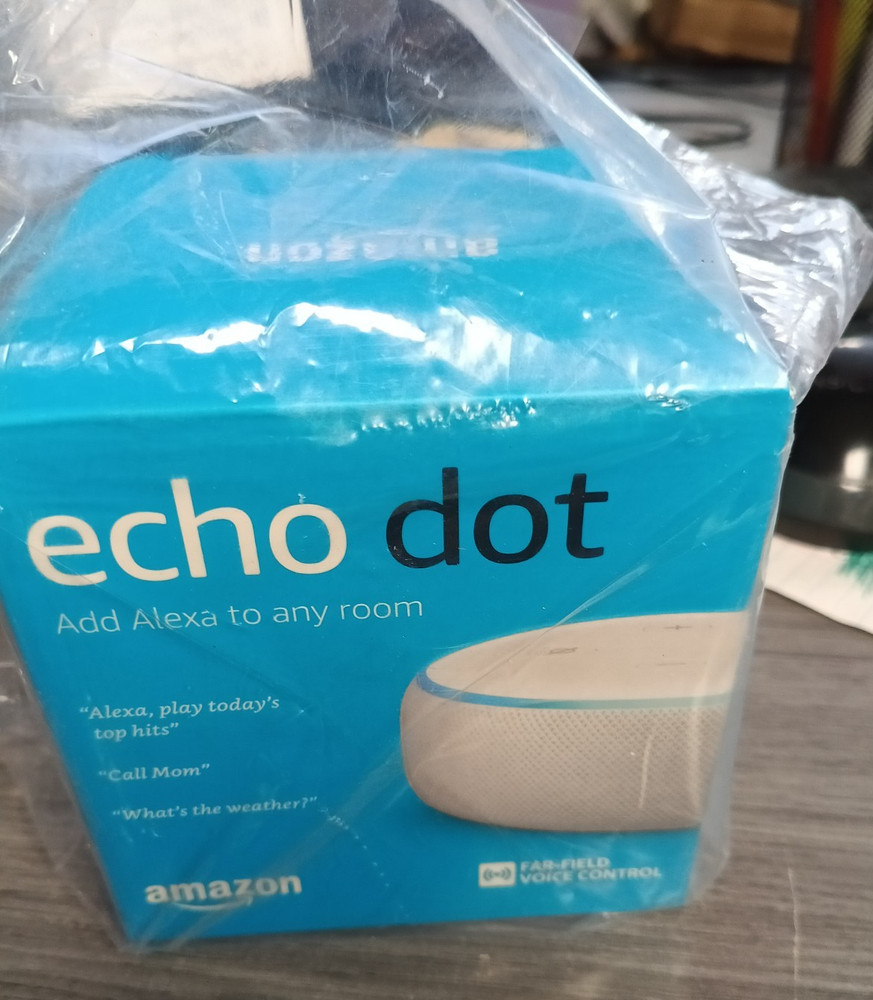 amazon
echo dot
Add Alexa to any room
“Alexa, play today’s
top hits”
“Call Mom”
“What’s the weather?”
amazon
FAR-FIELD
VOICE CONTROL